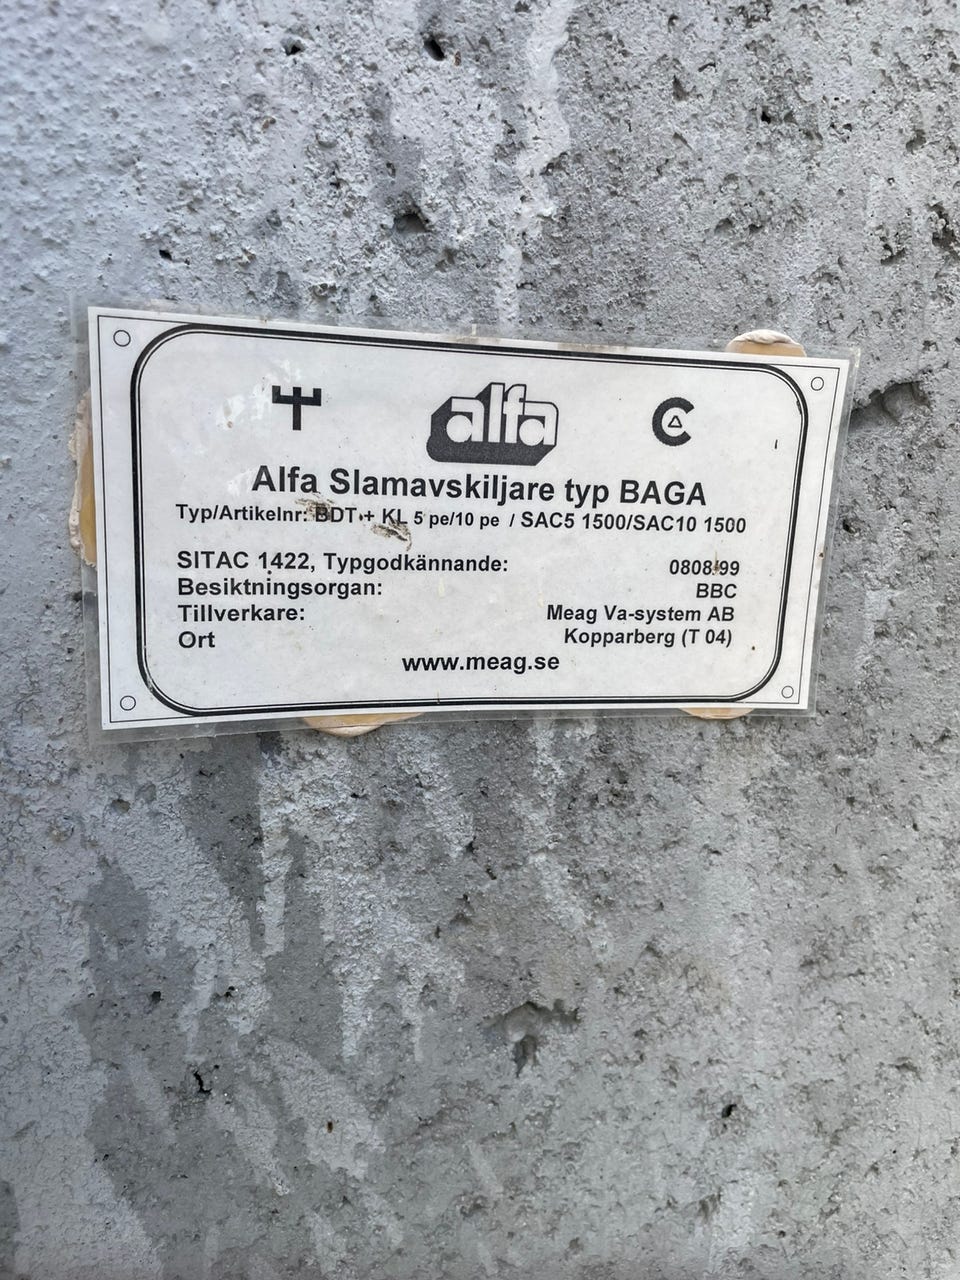 alfa
Alfa Slamavskiljare typ BAGA
Typ/Artikelnr: BDT + KL 5 pe/10 pe / SAC5 1500/SAC10 1500
SITAC 1422, Typgodkännande: 0808/99
Besiktningsorgan: BBC
Tillverkare: Meag Va-system AB
Ort Kopparberg (T 04)
www.meag.se